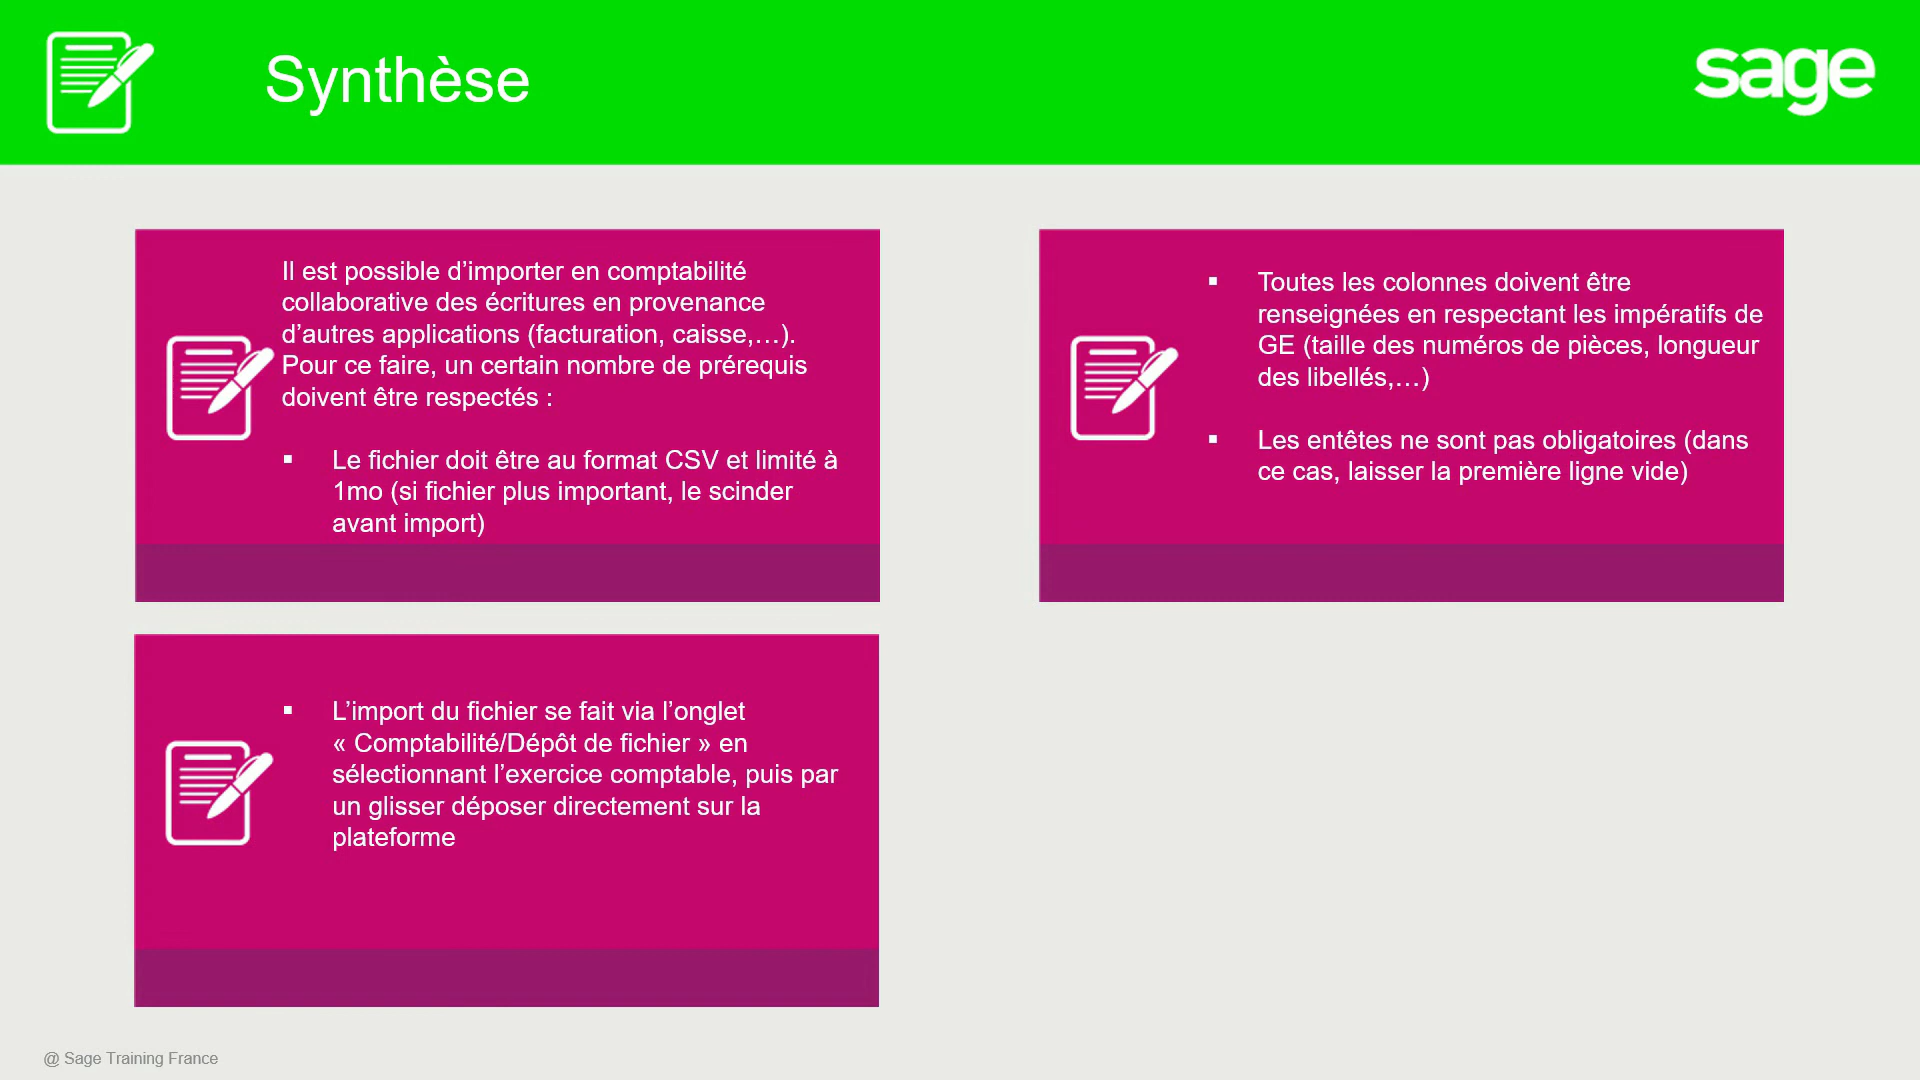 Synthèse
sage
Il est possible d’importer en comptabilité
collaborative des écritures en provenance
d’autres applications (facturation, caisse,…).
Pour ce faire, un certain nombre de prérequis
doivent être respectés :
▪ Le fichier doit être au format CSV et limité à
1mo (si fichier plus important, le scinder
avant import)
▪ Toutes les colonnes doivent être
renseignées en respectant les impératifs de
GE (taille des numéros de pièces, longueur
des libellés,…)
▪ Les entêtes ne sont pas obligatoires (dans
ce cas, laisser la première ligne vide)
▪ L’import du fichier se fait via l’onglet
« Comptabilité/Dépôt de fichier » en
sélectionnant l’exercice comptable, puis par
un glisser déposer directement sur la
plateforme
@ Sage Training France